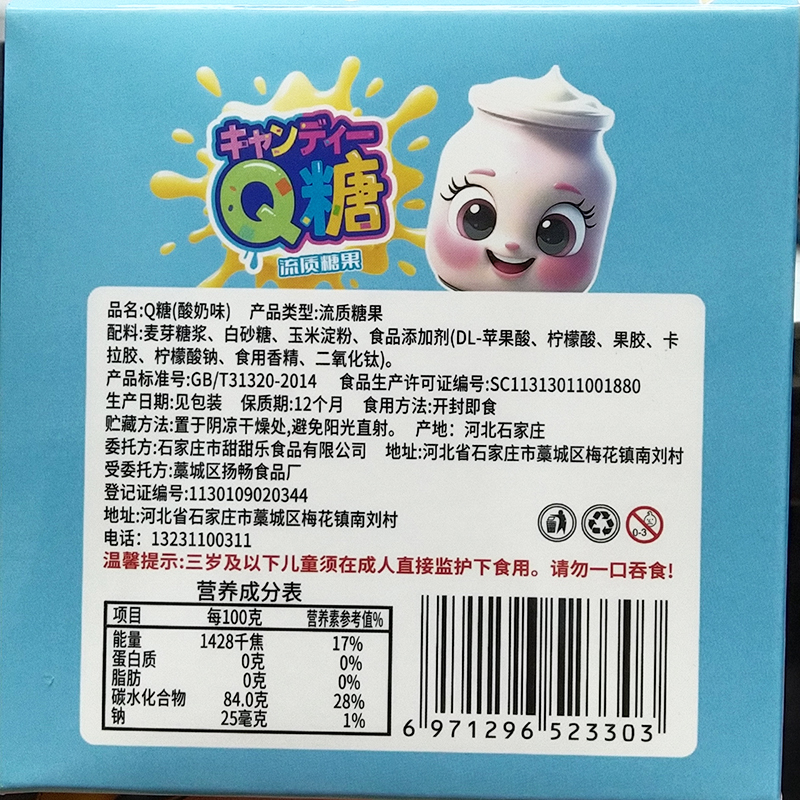 キャンディー
Q糖
流质糖果
品名:Q糖(酸奶味) 产品类型:流质糖果
配料:麦芽糖浆、白砂糖、玉米淀粉、食品添加剂(DL-苹果酸、柠檬酸、果胶、卡
拉胶、柠檬酸钠、食用香精、二氧化钛)。
产品标准号:GB/T31320-2014 食品生产许可证编号:SC11313011001880
生产日期:见包装 保质期:12个月 食用方法:开封即食
贮藏方法:置于阴凉干燥处,避免阳光直射。 产地: 河北石家庄
委托方:石家庄市甜甜乐食品有限公司 地址:河北省石家庄市藁城区梅花镇南刘村
受委托方:藁城区扬畅食品厂
登记证编号:1130109020344
地址:河北省石家庄市藁城区梅花镇南刘村
电话: 13231100311
0-3
温馨提示:三岁及以下儿童须在成人直接监护下食用。请勿一口吞食!
营养成分表
项目 每100克 营养素参考值%
能量 1428千焦 17%
蛋白质 0克 0%
脂肪 0克 0%
碳水化合物 84.0克 28%
钠 25毫克 1%
6 971296 523303